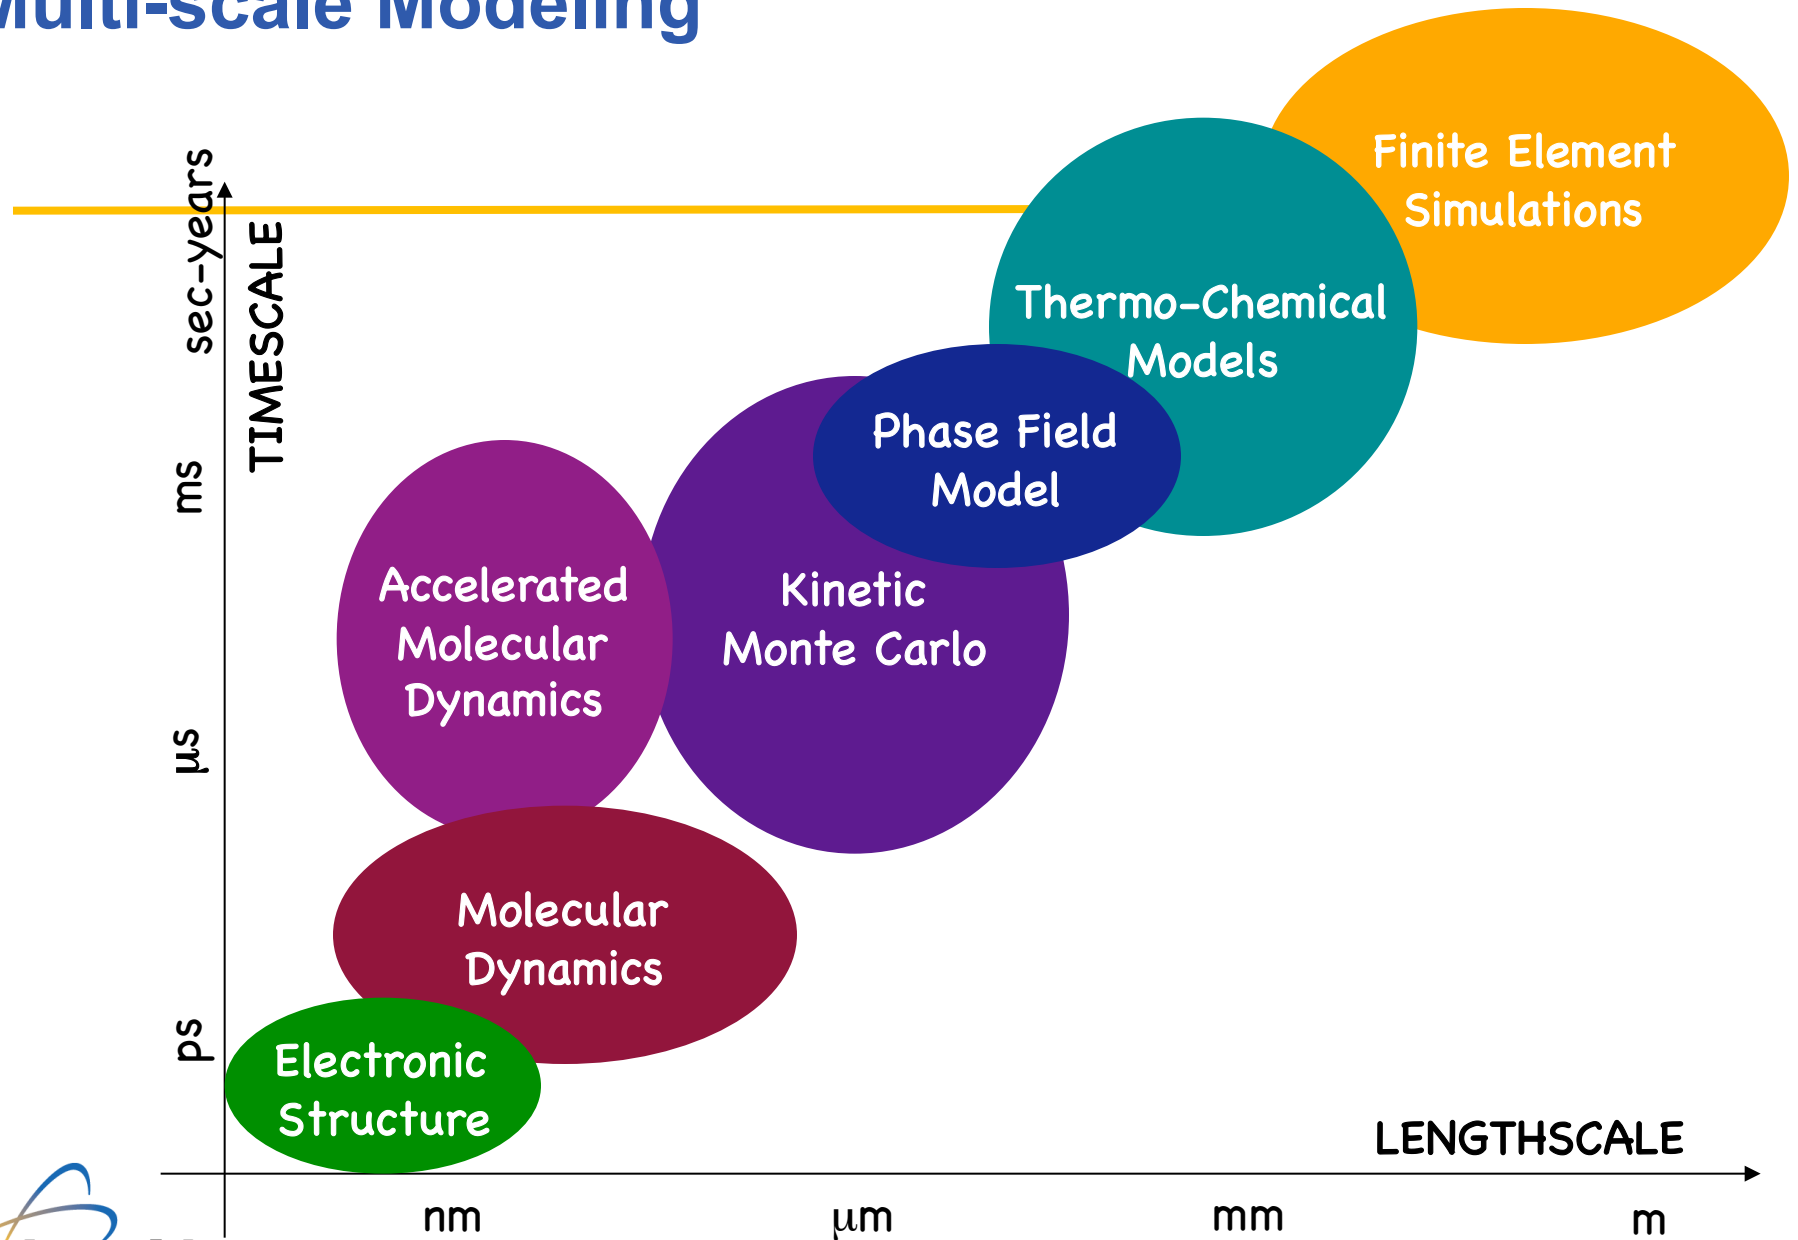 Multi-scale Modeling
Finite Element
Simulations
sec-years
TIMESCALE
Thermo-Chemical
Models
Phase Field
Model
ms
Accelerated
Molecular
Dynamics
Kinetic
Monte Carlo
μs
Molecular
Dynamics
ps
Electronic
Structure
LENGTHSCALE
nm
μm
mm
m